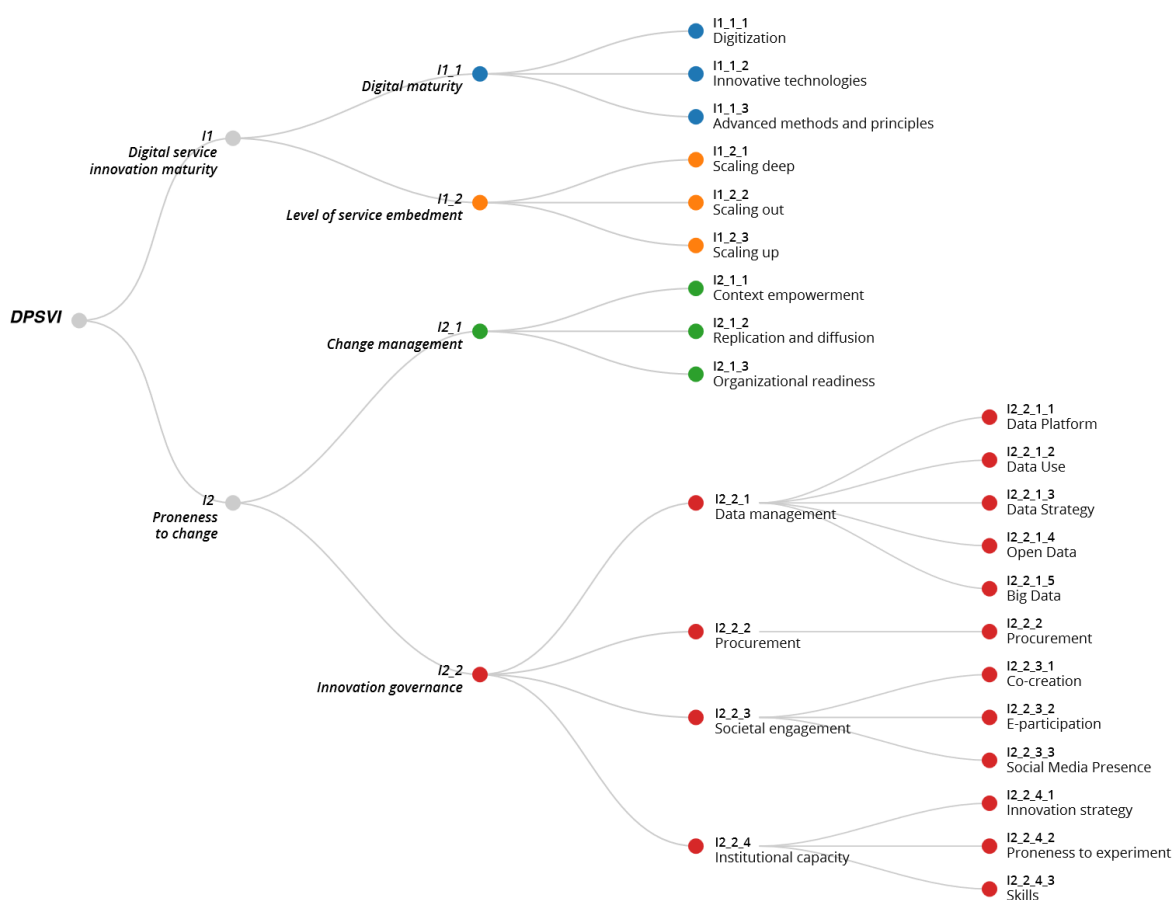 DPSVI
I1
Digital service
innovation maturity
I1_1
Digital maturity
I1_1_1
Digitization
I1_1_2
Innovative technologies
I1_1_3
Advanced methods and principles
I1_2
Level of service embedment
I1_2_1
Scaling deep
I1_2_2
Scaling out
I1_2_3
Scaling up
I2
Proneness
to change
I2_1
Change management
I2_1_1
Context empowerment
I2_1_2
Replication and diffusion
I2_1_3
Organizational readiness
I2_2
Innovation governance
I2_2_1
Data management
I2_2_1_1
Data Platform
I2_2_1_2
Data Use
I2_2_1_3
Data Strategy
I2_2_1_4
Open Data
I2_2_1_5
Big Data
I2_2_2
Procurement
I2_2_2
Procurement
I2_2_3
Societal engagement
I2_2_3_1
Co-creation
I2_2_3_2
E-participation
I2_2_3_3
Social Media Presence
I2_2_4
Institutional capacity
I2_2_4_1
Innovation strategy
I2_2_4_2
Proneness to experiment
I2_2_4_3
Skills